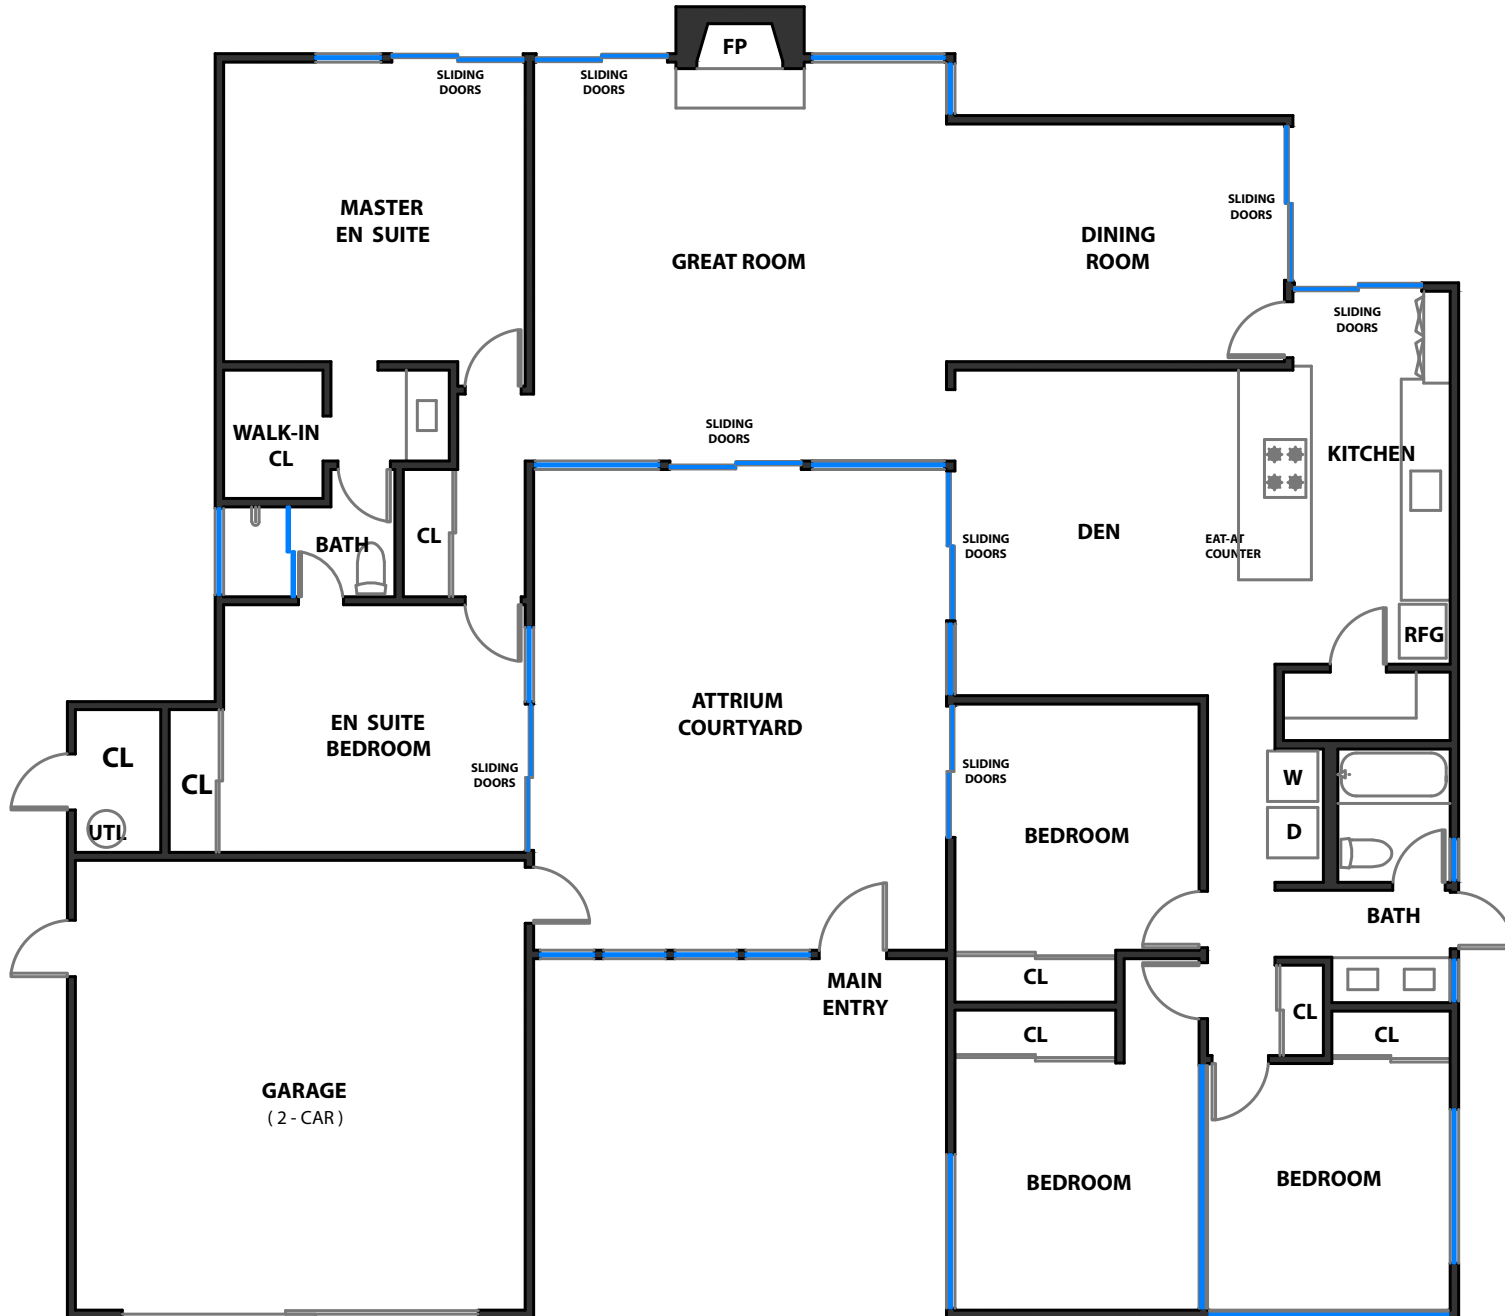 FP
SLIDING
DOORS
SLIDING
DOORS
MASTER
EN SUITE
SLIDING
DOORS
GREAT ROOM
DINING
ROOM
SLIDING
DOORS
WALK-IN
CL
SLIDING
DOORS
KITCHEN
CL
BATH
DEN
SLIDING
DOORS
EAT-AT
COUNTER
RFG
ATTRIUM
COURTYARD
EN SUITE
BEDROOM
CL
CL
UTL
SLIDING
DOORS
SLIDING
DOORS
W
D
BEDROOM
BATH
CL
MAIN
ENTRY
CL
CL
CL
GARAGE
( 2 - CAR )
BEDROOM
BEDROOM